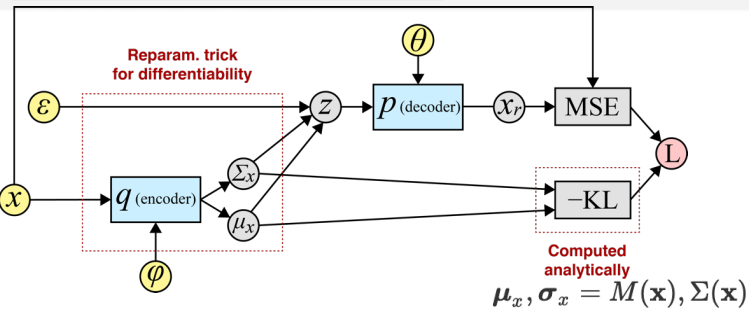 θ
Reparam. trick
for differentiability
ε
z
p (decoder)
x_r
MSE
L
Σ_x
x
q (encoder)
−KL
μ_x
φ
Computed
analytically
μ_x, σ_x = M(x), Σ(x)